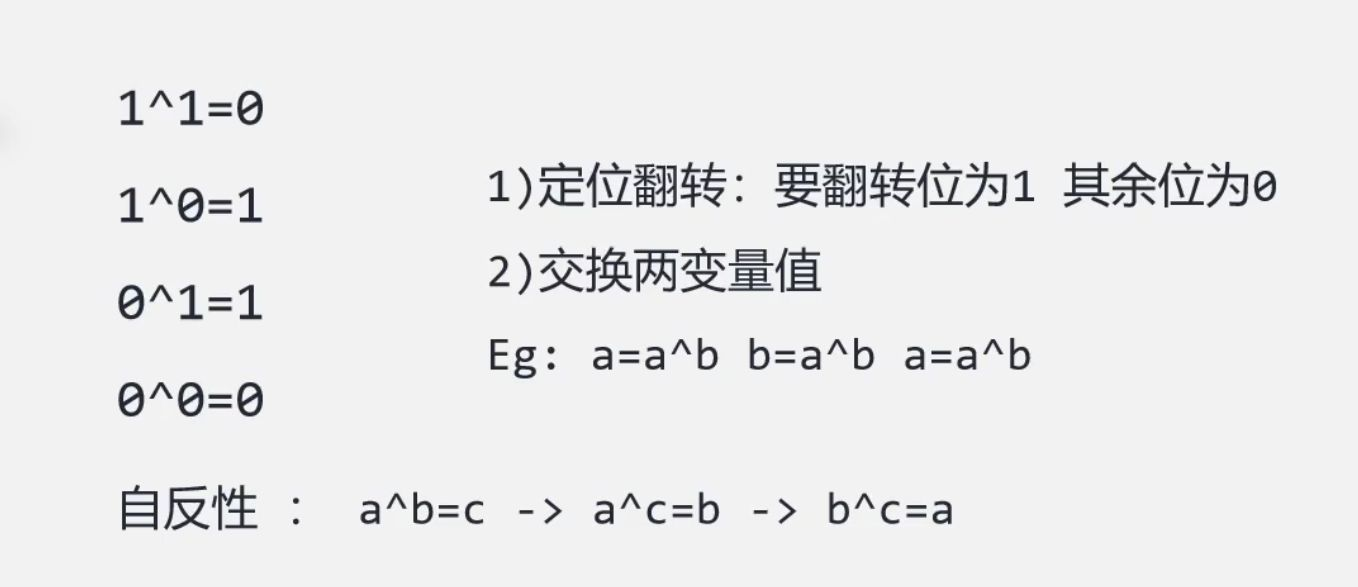 1^1=0
1^0=1
0^1=1
0^0=0
1)定位翻转：要翻转位为1 其余位为0
2)交换两变量值
Eg: a=a^b b=a^b a=a^b
自反性 ： a^b=c -> a^c=b -> b^c=a